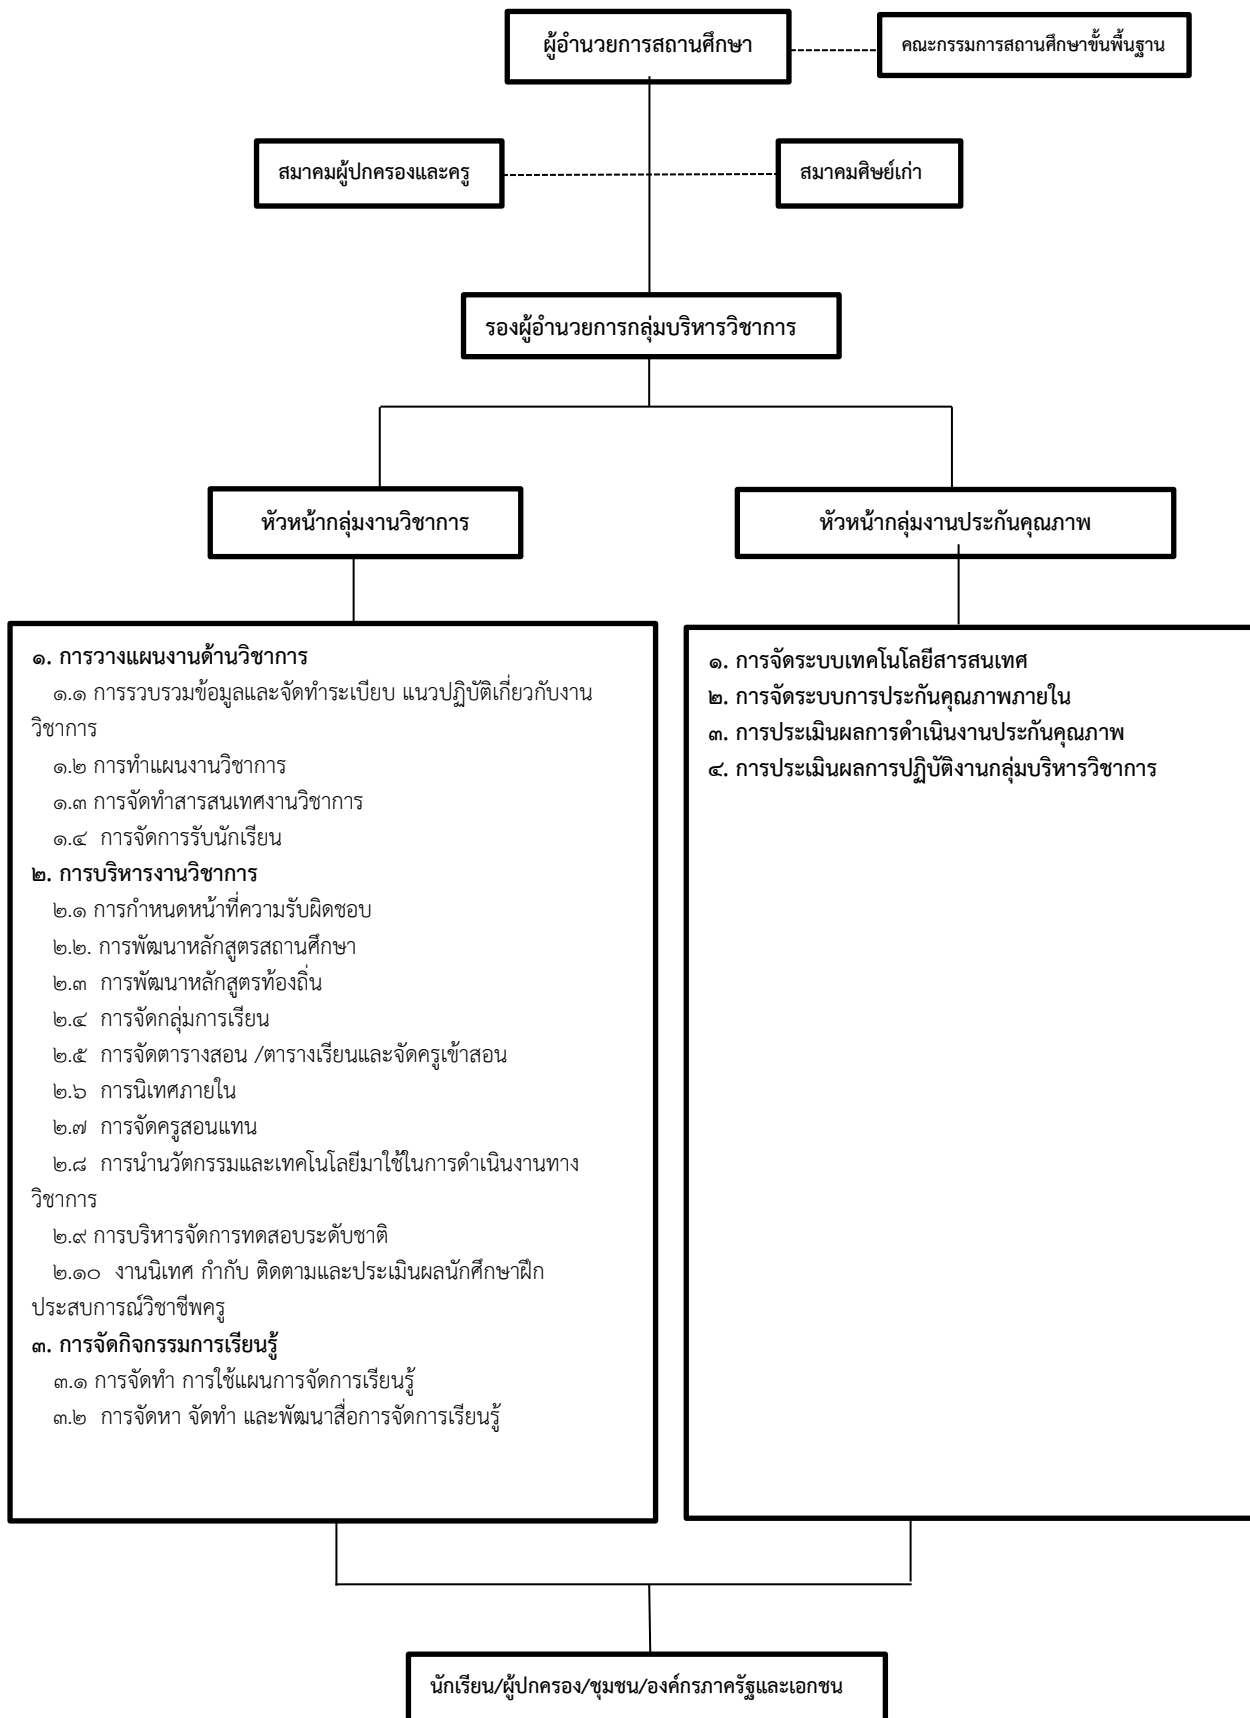 ผู้อำนวยการสถานศึกษา
คณะกรรมการสถานศึกษาขั้นพื้นฐาน
สมาคมผู้ปกครองและครู
สมาคมศิษย์เก่า
รองผู้อำนวยการกลุ่มบริหารวิชาการ
หัวหน้ากลุ่มงานวิชาการ
หัวหน้ากลุ่มงานประกันคุณภาพ
๑. การวางแผนงานด้านวิชาการ
๑.๑ การรวบรวมข้อมูลและจัดทำระเบียบ แนวปฏิบัติเกี่ยวกับงาน
วิชาการ
๑.๒ การทำแผนงานวิชาการ
๑.๓ การจัดทำสารสนเทศงานวิชาการ
๑.๔ การจัดการรับนักเรียน
๒. การบริหารงานวิชาการ
๒.๑ การกำหนดหน้าที่ความรับผิดชอบ
๒.๒. การพัฒนาหลักสูตรสถานศึกษา
๒.๓ การพัฒนาหลักสูตรท้องถิ่น
๒.๔ การจัดกลุ่มการเรียน
๒.๕ การจัดตารางสอน /ตารางเรียนและจัดครูเข้าสอน
๒.๖ การนิเทศภายใน
๒.๗ การจัดครูสอนแทน
๒.๘ การนำนวัตกรรมและเทคโนโลยีมาใช้ในการดำเนินงานทาง
วิชาการ
๒.๙ การบริหารจัดการทดสอบระดับชาติ
๒.๑๐ งานนิเทศ กำกับ ติดตามและประเมินผลนักศึกษาฝึก
ประสบการณ์วิชาชีพครู
๓. การจัดกิจกรรมการเรียนรู้
๓.๑ การจัดทำ การใช้แผนการจัดการเรียนรู้
๓.๒ การจัดหา จัดทำ และพัฒนาสื่อการจัดการเรียนรู้
๑. การจัดระบบเทคโนโลยีสารสนเทศ
๒. การจัดระบบการประกันคุณภาพภายใน
๓. การประเมินผลการดำเนินงานประกันคุณภาพ
๔. การประเมินผลการปฏิบัติงานกลุ่มบริหารวิชาการ
นักเรียน/ผู้ปกครอง/ชุมชน/องค์กรภาครัฐและเอกชน